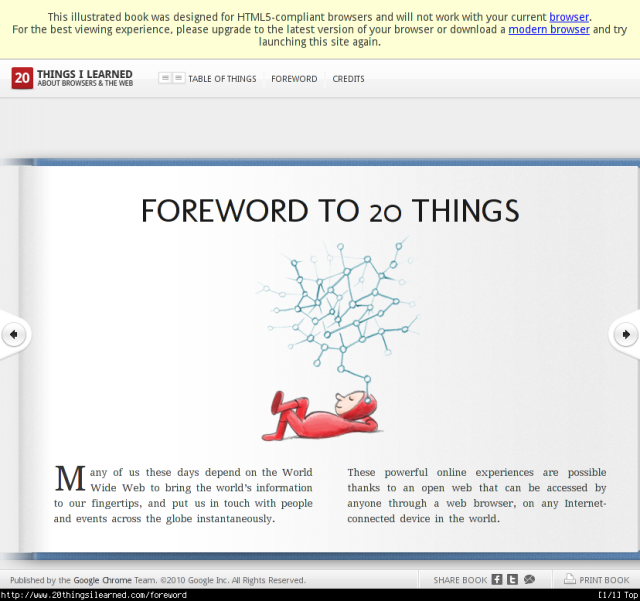 This illustrated book was designed for HTML5-compliant browsers and will not work with your current browser.
For the best viewing experience, please upgrade to the latest version of your browser or download a modern browser and try
launching this site again.
20 THINGS I LEARNED
ABOUT BROWSERS & THE WEB
TABLE OF THINGS FOREWORD CREDITS
FOREWORD TO 20 THINGS
Many of us these days depend on the World
Wide Web to bring the world's information
to our fingertips, and put us in touch with people
and events across the globe instantaneously.
These powerful online experiences are possible
thanks to an open web that can be accessed by
anyone through a web browser, on any Internet-
connected device in the world.
Published by the Google Chrome Team. ©2010 Google Inc. All Rights Reserved.
SHARE BOOK
PRINT BOOK
http://www.20thingsilearned.com/foreword [1/1] Top